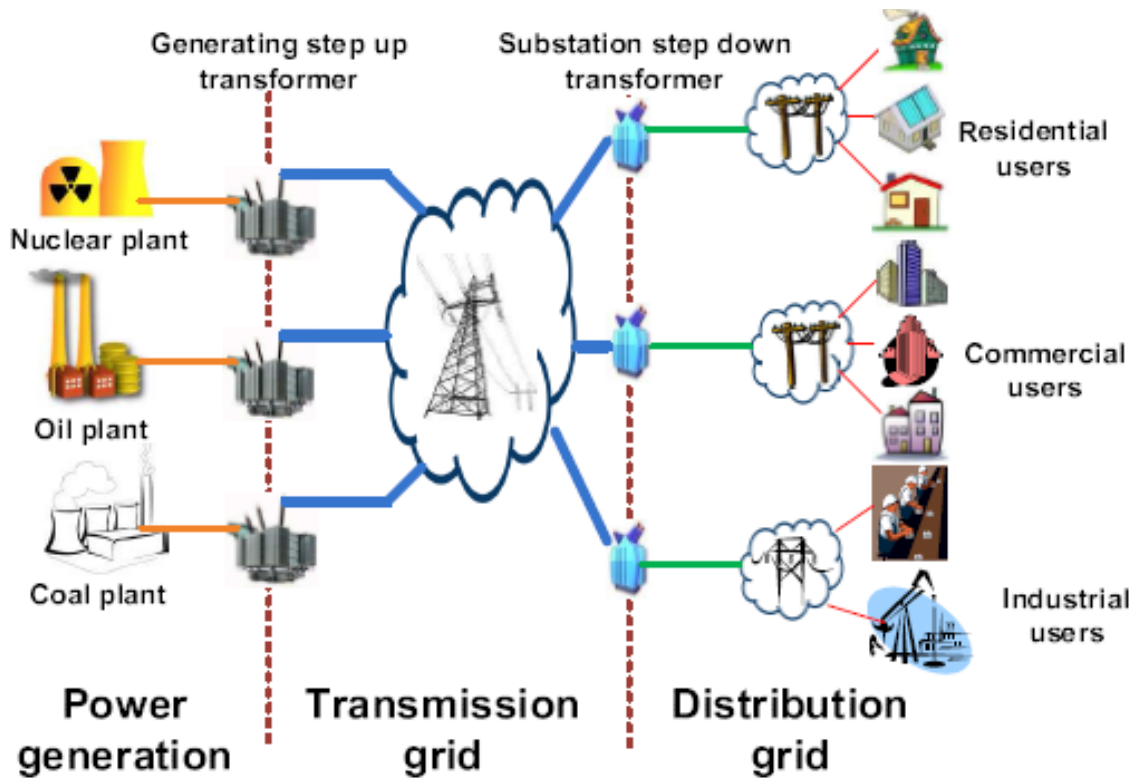 Generating step up
transformer
Substation step down
transformer
Nuclear plant
Oil plant
Coal plant
Residential
users
Commercial
users
Industrial
users
Power
generation
Transmission
grid
Distribution
grid